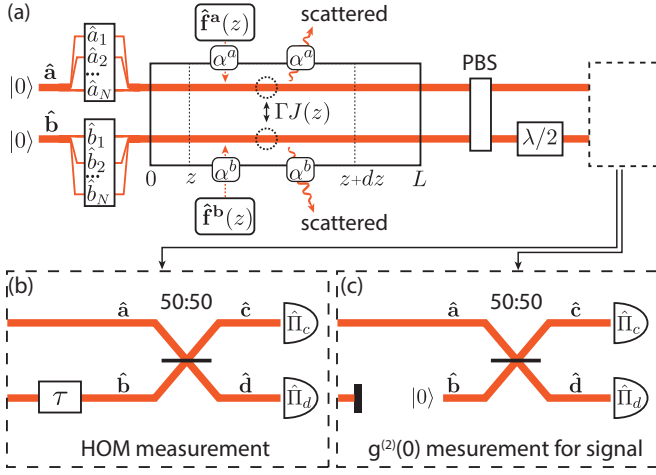 (a)
f̂ᵃ(z)
scattered
â
â₁
â₂
...
â_N
αᵃ
αᵃ
PBS
|0⟩
b̂
ΓJ(z)
|0⟩
b̂₁
b̂₂
...
b̂_N
λ/2
αᵇ
αᵇ
0
z
z+dz
L
f̂ᵇ(z)
scattered
(b)
50:50
â
ĉ
Π̂_c
τ
b̂
d̂
Π̂_d
HOM measurement
(c)
50:50
â
ĉ
Π̂_c
|0⟩
b̂
d̂
Π̂_d
g⁽²⁾(0) mesurement for signal